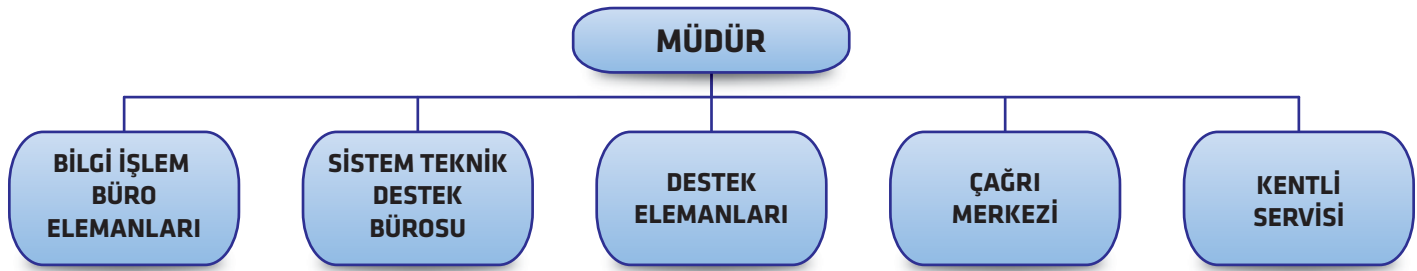 MÜDÜR
BİLGİ İŞLEM
BÜRO
ELEMANLARI
SİSTEM TEKNİK
DESTEK
BÜROSU
DESTEK
ELEMANLARI
ÇAĞRI
MERKEZİ
KENTLİ
SERVİSİ